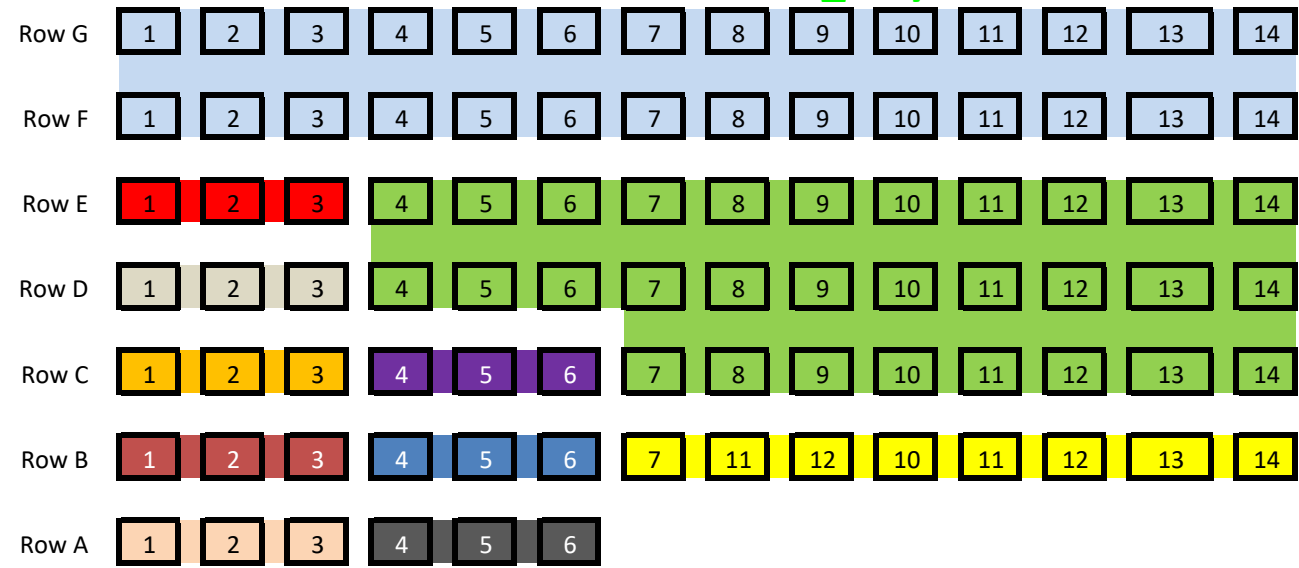 Row G 1 2 3 4 5 6 7 8 9 10 11 12 13 14
Row F 1 2 3 4 5 6 7 8 9 10 11 12 13 14
Row E 1 2 3 4 5 6 7 8 9 10 11 12 13 14
Row D 1 2 3 4 5 6 7 8 9 10 11 12 13 14
Row C 1 2 3 4 5 6 7 8 9 10 11 12 13 14
Row B 1 2 3 4 5 6 7 11 12 10 11 12 13 14
Row A 1 2 3 4 5 6